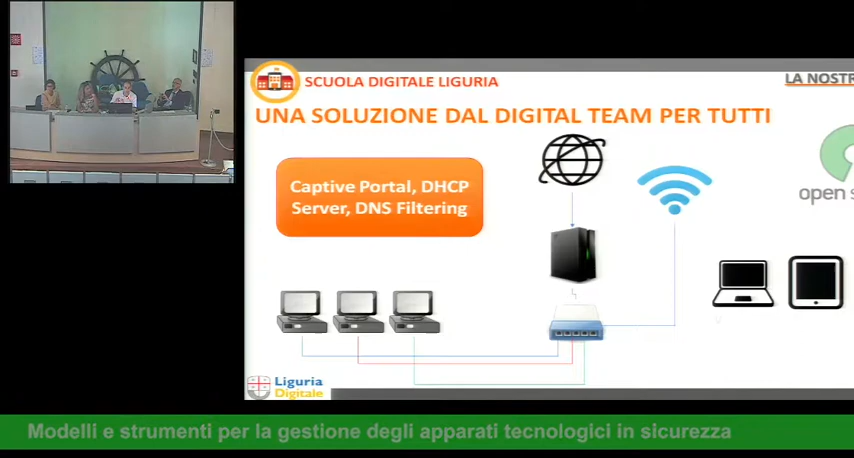 SCUOLA DIGITALE LIGURIA
LA NOSTR
UNA SOLUZIONE DAL DIGITAL TEAM PER TUTTI
Captive Portal, DHCP
Server, DNS Filtering
open s
Liguria
Digitale
Modelli e strumenti per la gestione degli apparati tecnologici in sicurezza